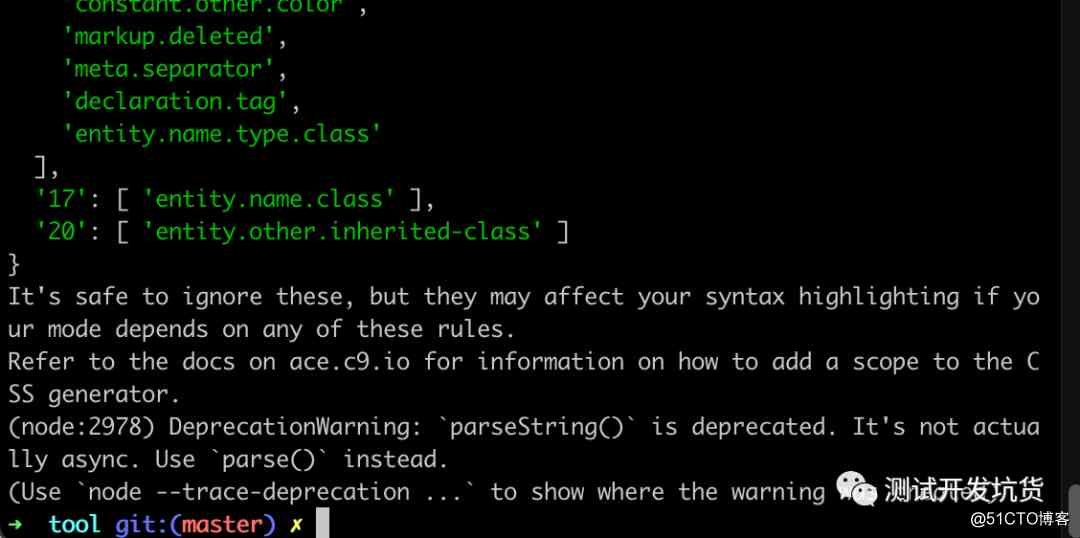 'constant.other.color',
'markup.deleted',
'meta.separator',
'declaration.tag',
'entity.name.type.class'
],
'17': [ 'entity.name.class' ],
'20': [ 'entity.other.inherited-class' ]
}
It's safe to ignore these, but they may affect your syntax highlighting if yo
ur mode depends on any of these rules.
Refer to the docs on ace.c9.io for information on how to add a scope to the C
SS generator.
(node:2978) DeprecationWarning: `parseString()` is deprecated. It's not actua
lly async. Use `parse()` instead.
(Use `node --trace-deprecation ...` to show where the warning
测试开发坑货
→ tool git:(master) ✗
@51CTO博客